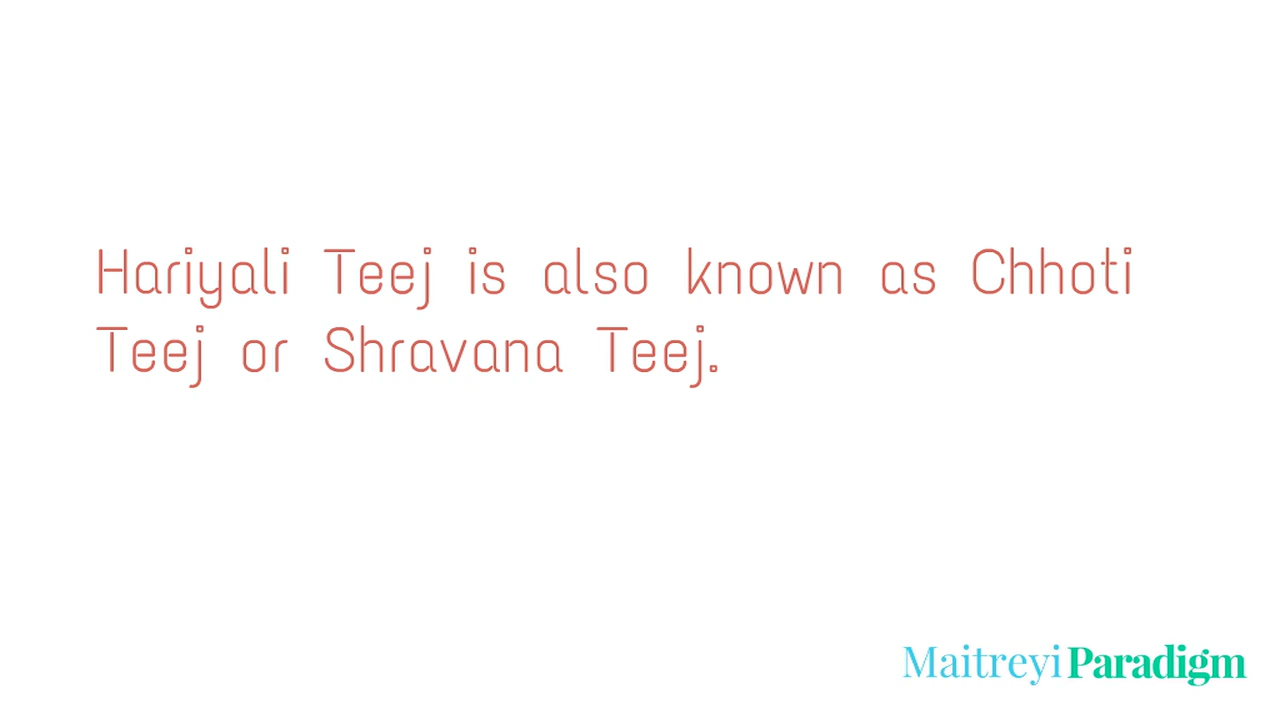 Hariyali Teej is also known as Chhoti
Teej or Shravana Teej.
Maitreyi Paradigm